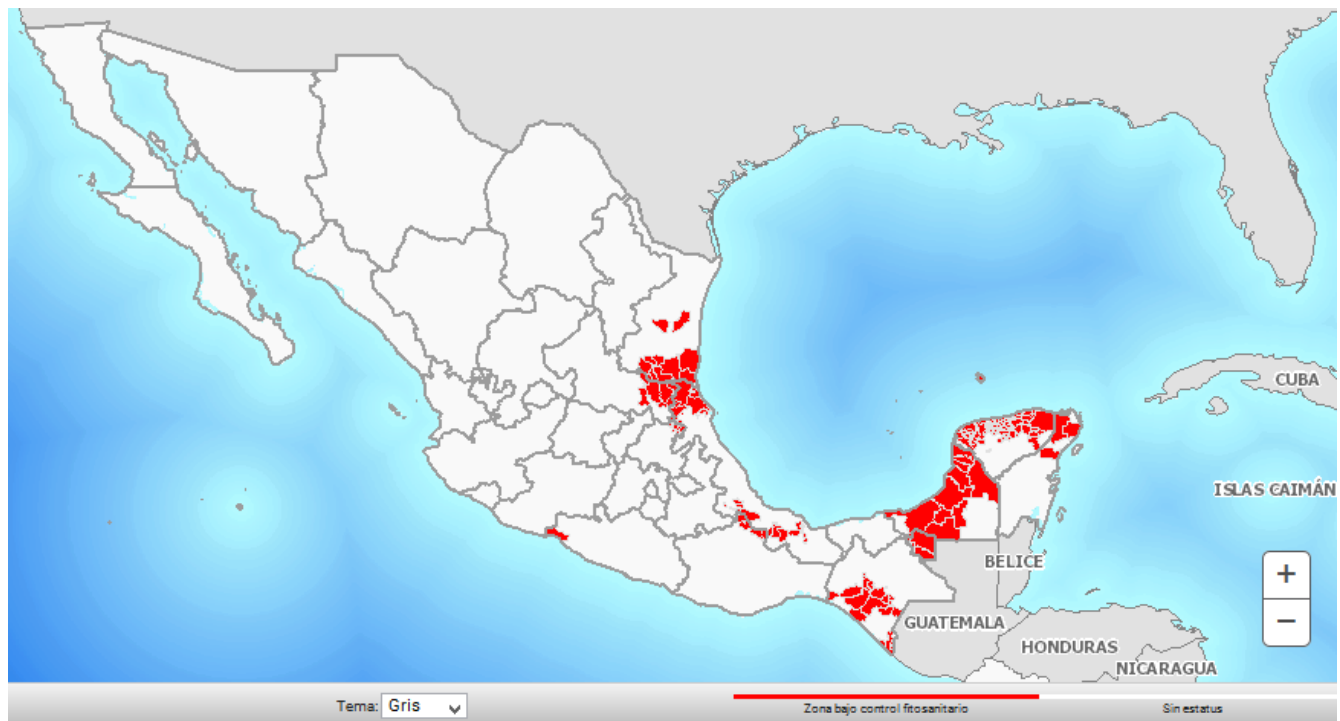 CUBA
ISLAS CAIMÁN
BELICE
GUATEMALA
HONDURAS
NICARAGUA
+
−
Tema: Gris
Zona bajo control fitosanitario
Sin estatus